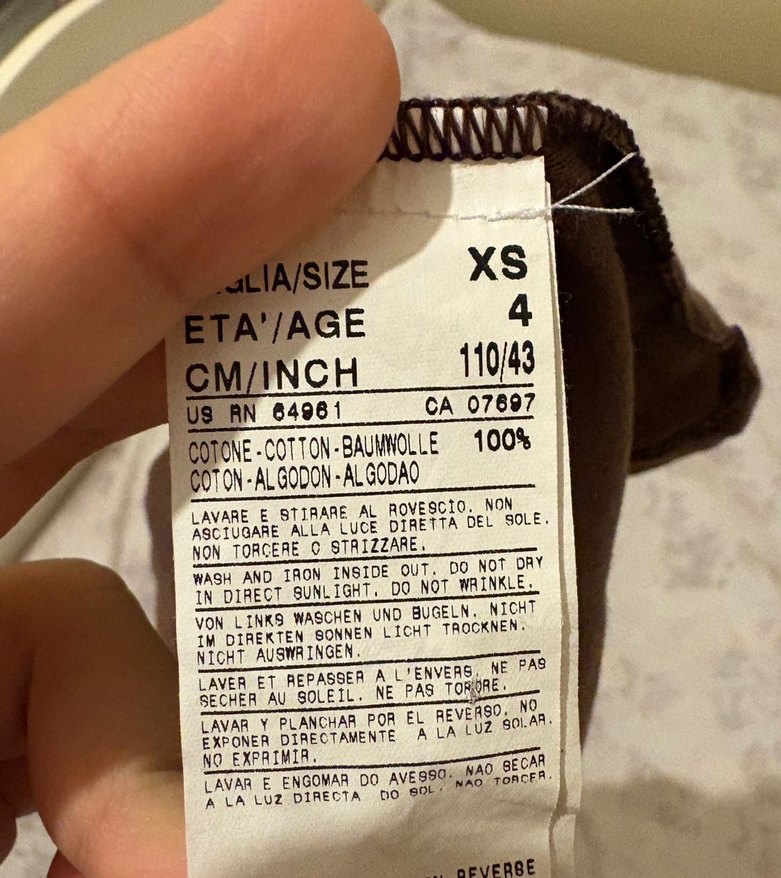 GLIA/SIZE XS
ETA'/AGE 4
CM/INCH 110/43
US RN 64961 CA 07697
COTONE-COTTON-BAUMWOLLE 100%
COTON-ALGODON-ALGODAO
LAVARE E STIRARE AL ROVESCIO. NON
ASCIUGARE ALLA LUCE DIRETTA DEL SOLE.
NON TORCERE O STRIZZARE.
WASH AND IRON INSIDE OUT. DO NOT DRY
IN DIRECT SUNLIGHT. DO NOT WRINKLE.
VON LINKS WASCHEN UND BUGELN. NICHT
IM DIREKTEN SONNEN LICHT TROCKNEN.
NICHT AUSWRINGEN.
LAVER ET REPASSER A L'ENVERS. NE PAS
SECHER AU SOLEIL. NE PAS TORDRE.
LAVAR Y PLANCHAR POR EL REVERSO. NO
EXPONER DIRECTAMENTE A LA LUZ SOLAR.
NO EXPRIMIR.
LAVAR E ENGOMAR DO AVESSO. NAO SECAR
A LA LUZ DIRECTA DO SOL. NAO TORCER.
REVERSE